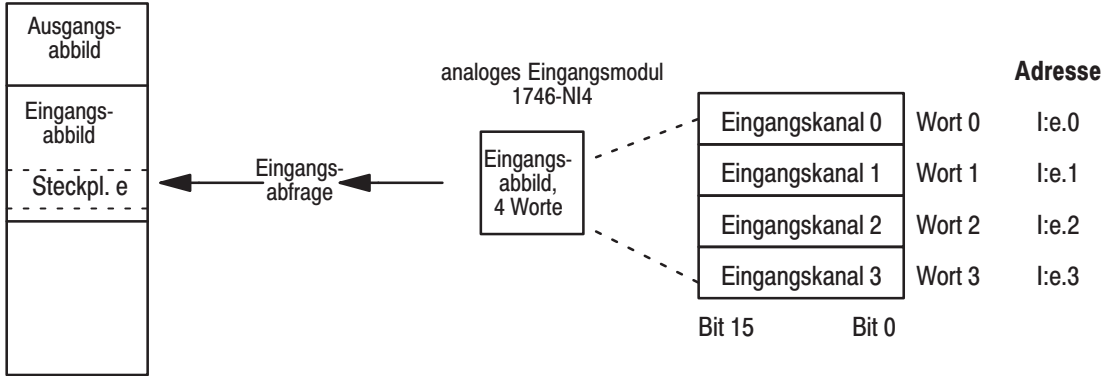 Ausgangs-
abbild
Eingangs-
abbild
Steckpl. e
Eingangs-
abfrage
analoges Eingangsmodul
1746-NI4
Eingangs-
abbild,
4 Worte
Adresse
Eingangskanal 0 Wort 0 I:e.0
Eingangskanal 1 Wort 1 I:e.1
Eingangskanal 2 Wort 2 I:e.2
Eingangskanal 3 Wort 3 I:e.3
Bit 15 Bit 0